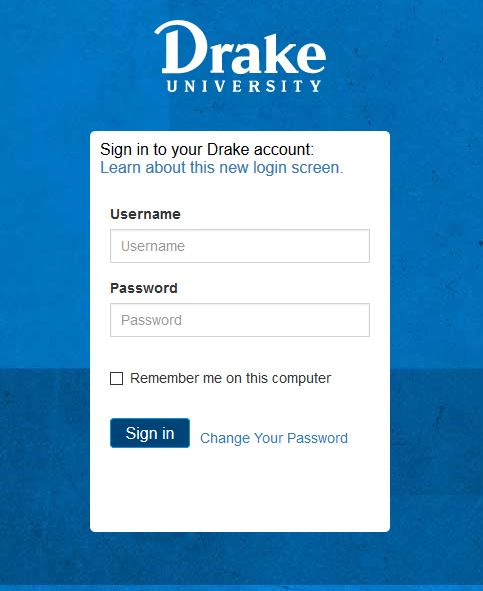 Drake
UNIVERSITY
Sign in to your Drake account:
Learn about this new login screen.
Username
Username
Password
Password
Remember me on this computer
Sign in
Change Your Password